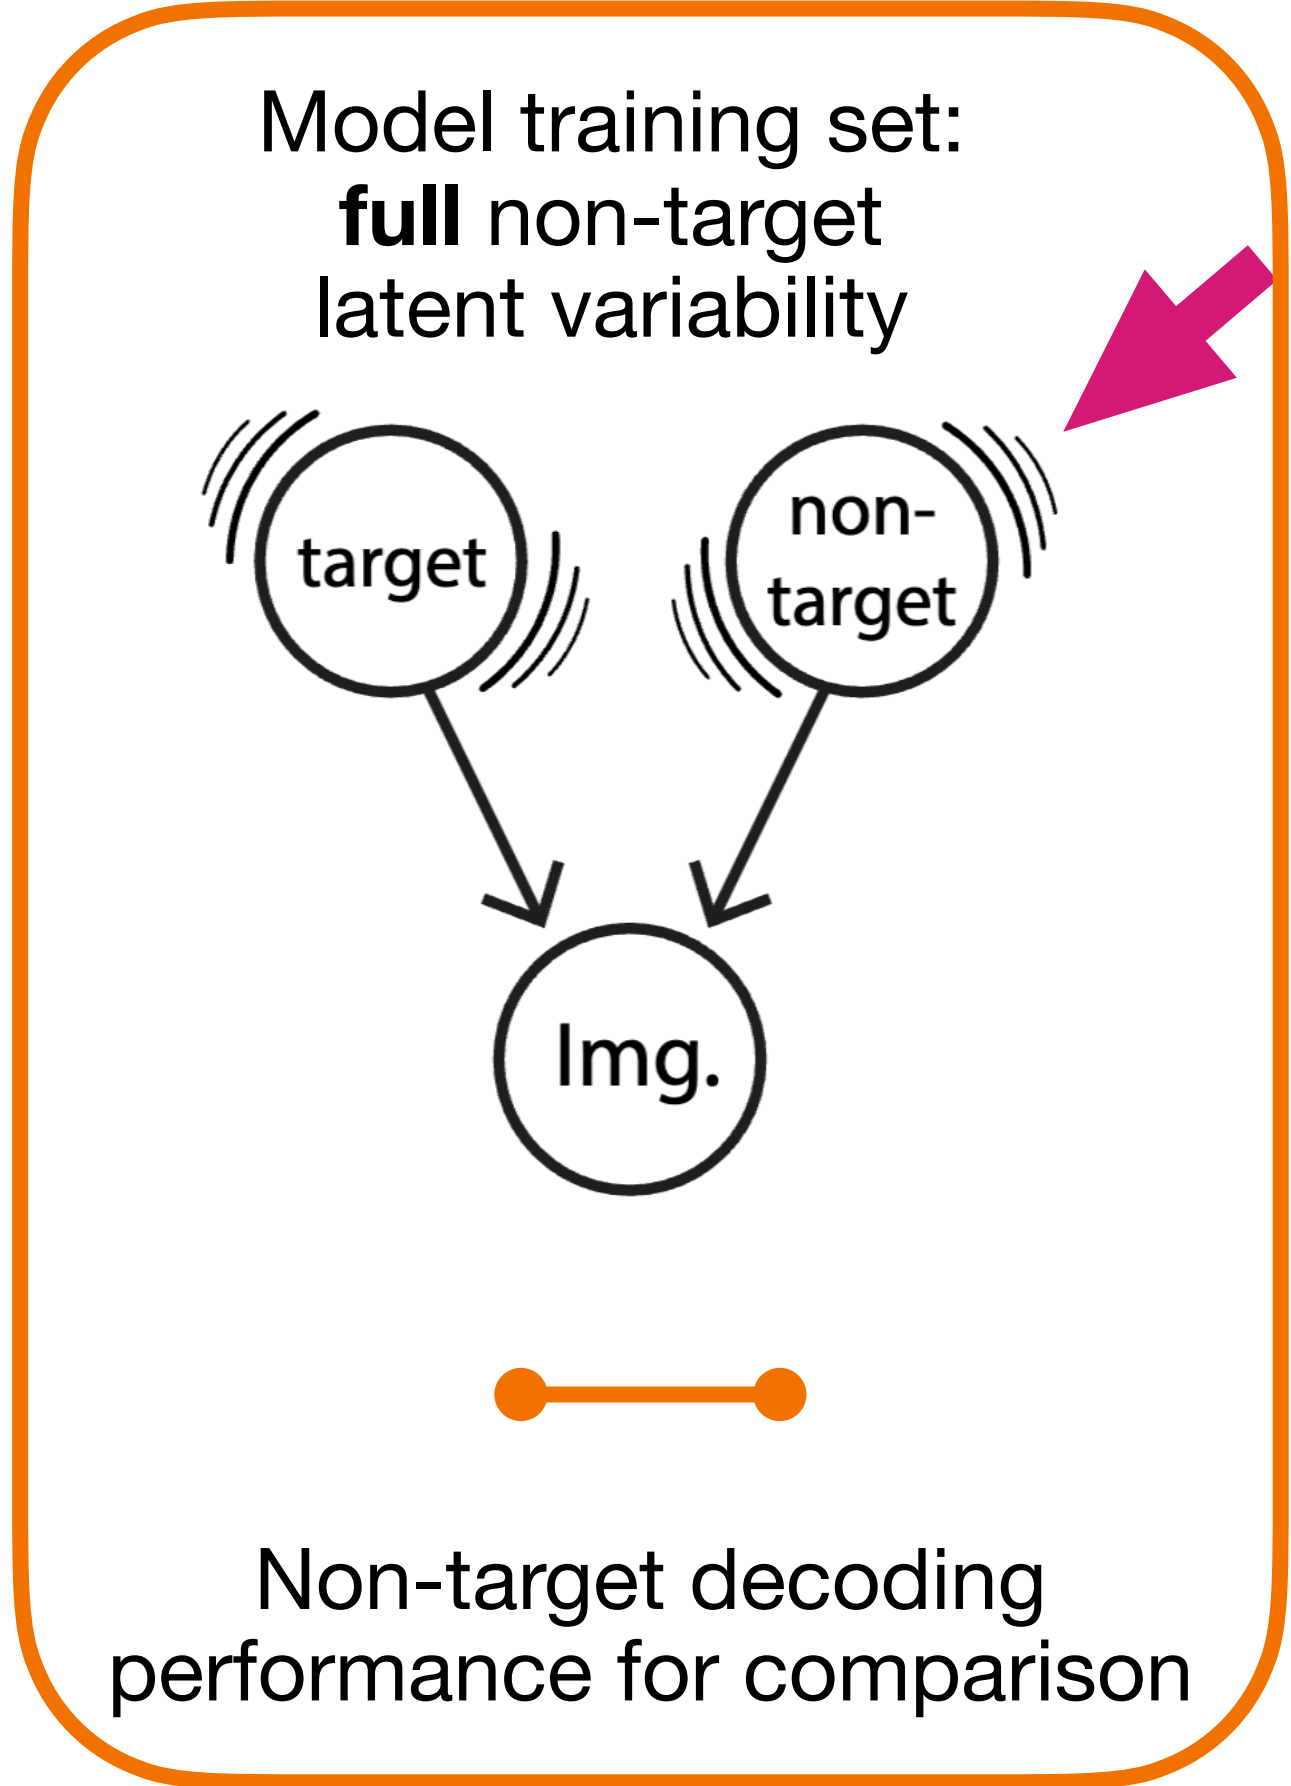 Model training set:
full non-target
latent variability
target
non-
target
Img.
Non-target decoding
performance for comparison